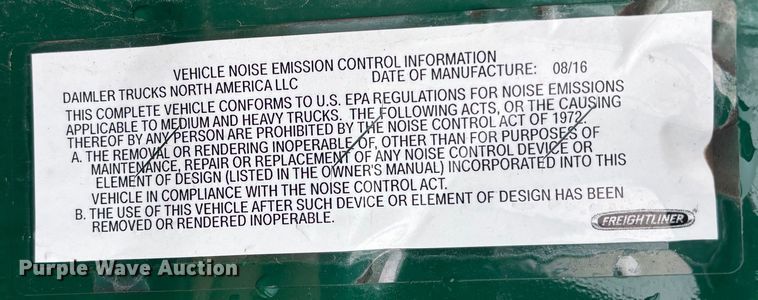 VEHICLE NOISE EMISSION CONTROL INFORMATION
DAIMLER TRUCKS NORTH AMERICA LLC DATE OF MANUFACTURE: 08/16
THIS COMPLETE VEHICLE CONFORMS TO U.S. EPA REGULATIONS FOR NOISE EMISSIONS
APPLICABLE TO MEDIUM AND HEAVY TRUCKS. THE FOLLOWING ACTS, OR THE CAUSING
THEREOF BY ANY PERSON ARE PROHIBITED BY THE NOISE CONTROL ACT OF 1972.
A. THE REMOVAL OR RENDERING INOPERABLE OF, OTHER THAN FOR PURPOSES OF
MAINTENANCE, REPAIR OR REPLACEMENT OF ANY NOISE CONTROL DEVICE OR
ELEMENT OF DESIGN (LISTED IN THE OWNER'S MANUAL) INCORPORATED INTO THIS
VEHICLE IN COMPLIANCE WITH THE NOISE CONTROL ACT.
B. THE USE OF THIS VEHICLE AFTER SUCH DEVICE OR ELEMENT OF DESIGN HAS BEEN
REMOVED OR RENDERED INOPERABLE.
FREIGHTLINER
Purple Wave Auction